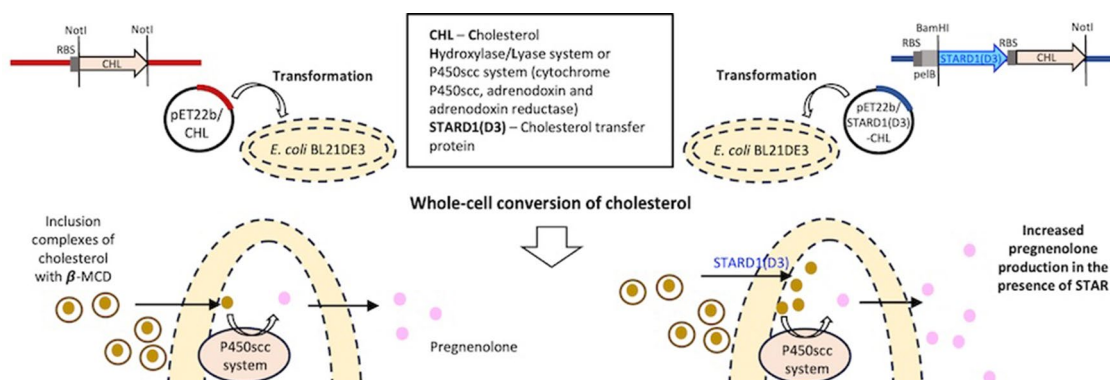 NotI
NotI
RBS
CHL
Transformation
pET22b/
CHL
E. coli BL21DE3
CHL – Cholesterol
Hydroxylase/Lyase system or
P450scc system (cytochrome
P450scc, adrenodoxin and
adrenodoxin reductase)
STARD1(D3) – Cholesterol transfer
protein
BamHI
NotI
RBS
RBS
STARD1(D3)
CHL
pelB
Transformation
pET22b/
STARD1(D3)
-CHL
E. coli BL21DE3
Whole-cell conversion of cholesterol
Inclusion
complexes of
cholesterol
with β-MCD
P450scc
system
Pregnenolone
STARD1(D3)
P450scc
system
Increased
pregnenolone
production in the
presence of STAR